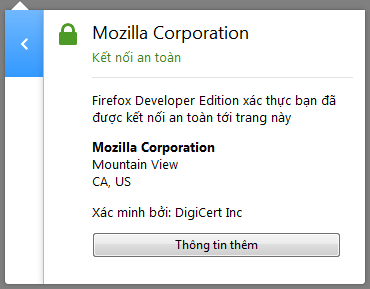 Mozilla Corporation
Kết nối an toàn
Firefox Developer Edition xác thực bạn đã
được kết nối an toàn tới trang này
Mozilla Corporation
Mountain View
CA, US
Xác minh bởi: DigiCert Inc
Thông tin thêm